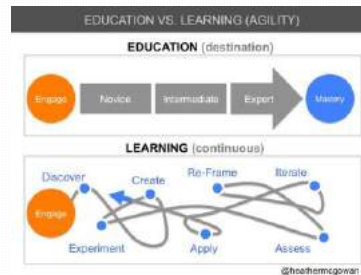 EDUCATION VS. LEARNING (AGILITY)
EDUCATION (destination)
Engage Novice Intermediate Expert Mastery
LEARNING (continuous)
Discover Create Re-Frame Iterate
Engage
Experiment Apply Assess
@heathermcgowan